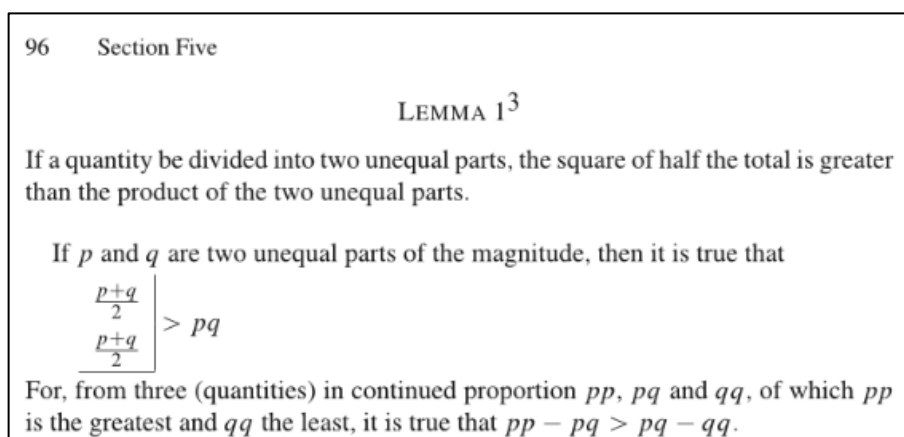 96 Section Five
LEMMA 1³
If a quantity be divided into two unequal parts, the square of half the total is greater
than the product of the two unequal parts.
If p and q are two unequal parts of the magnitude, then it is true that
p+q
2
p+q
2
> pq
For, from three (quantities) in continued proportion pp, pq and qq, of which pp
is the greatest and qq the least, it is true that pp − pq > pq − qq.